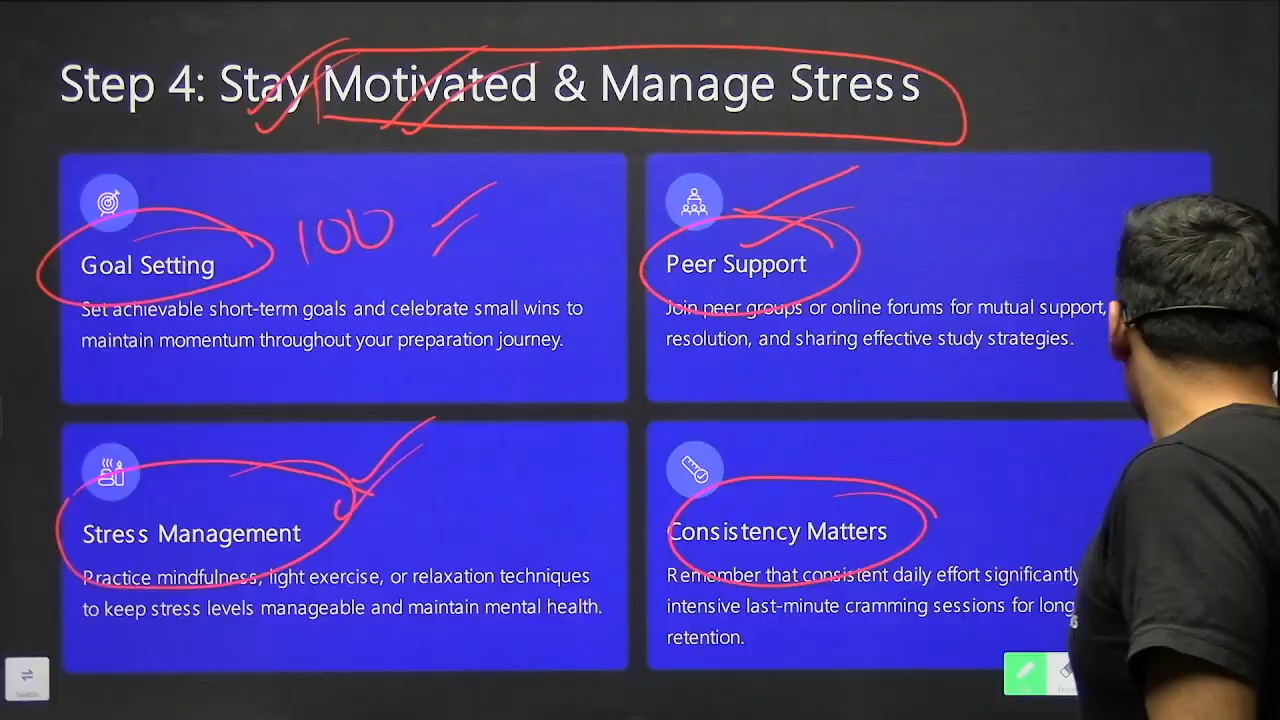 Step 4: Stay Motivated & Manage Stress
Goal Setting
100
Set achievable short-term goals and celebrate small wins to
maintain momentum throughout your preparation journey.
Peer Support
Join peer groups or online forums for mutual support,
resolution, and sharing effective study strategies.
Stress Management
Practice mindfulness, light exercise, or relaxation techniques
to keep stress levels manageable and maintain mental health.
Consistency Matters
Remember that consistent daily effort significantly
intensive last-minute cramming sessions for long
retention.